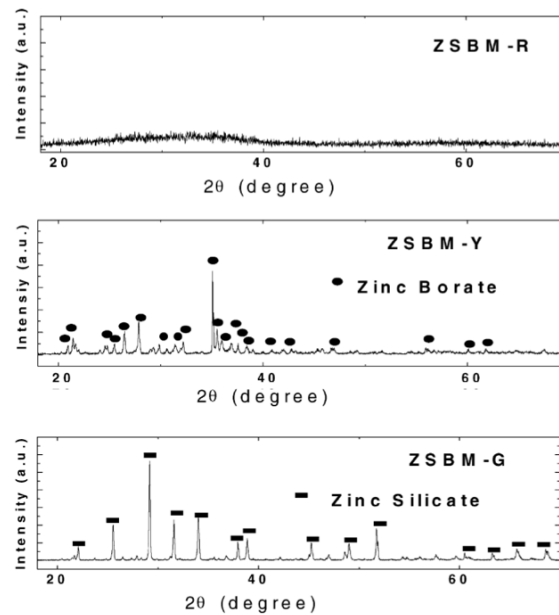 ZSBM-R
Intensity (a.u.)
20 40 60
2θ (degree)
ZSBM-Y
Zinc Borate
Intensity (a.u.)
20 40 60
2θ (degree)
ZSBM-G
Zinc Silicate
Intensity (a.u.)
20 40 60
2θ (degree)